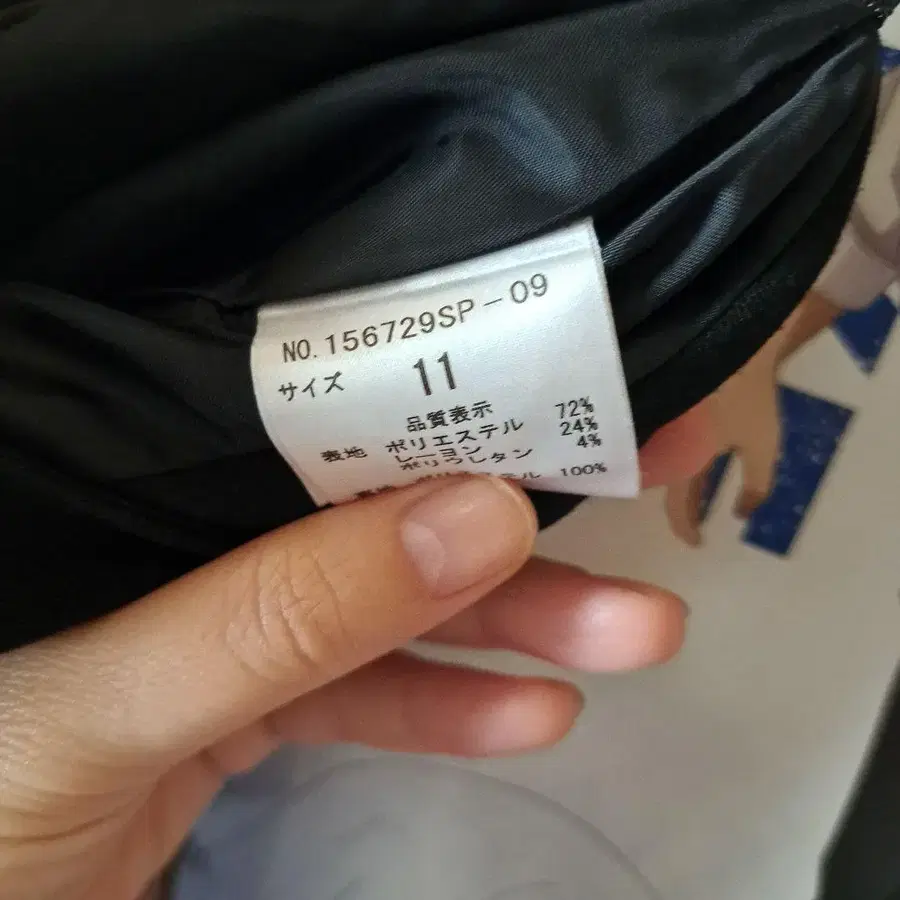 NO.156729SP-09
サイズ 11
品質表示
表地 ポリエステル 72%
レーヨン 24%
ポリウレタン 4%
100%